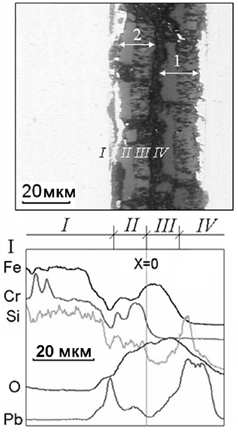 2
1
I II III IV
20мкм
I II III IV
I
Fe
X=0
Cr
Si
20 мкм
O
Pb